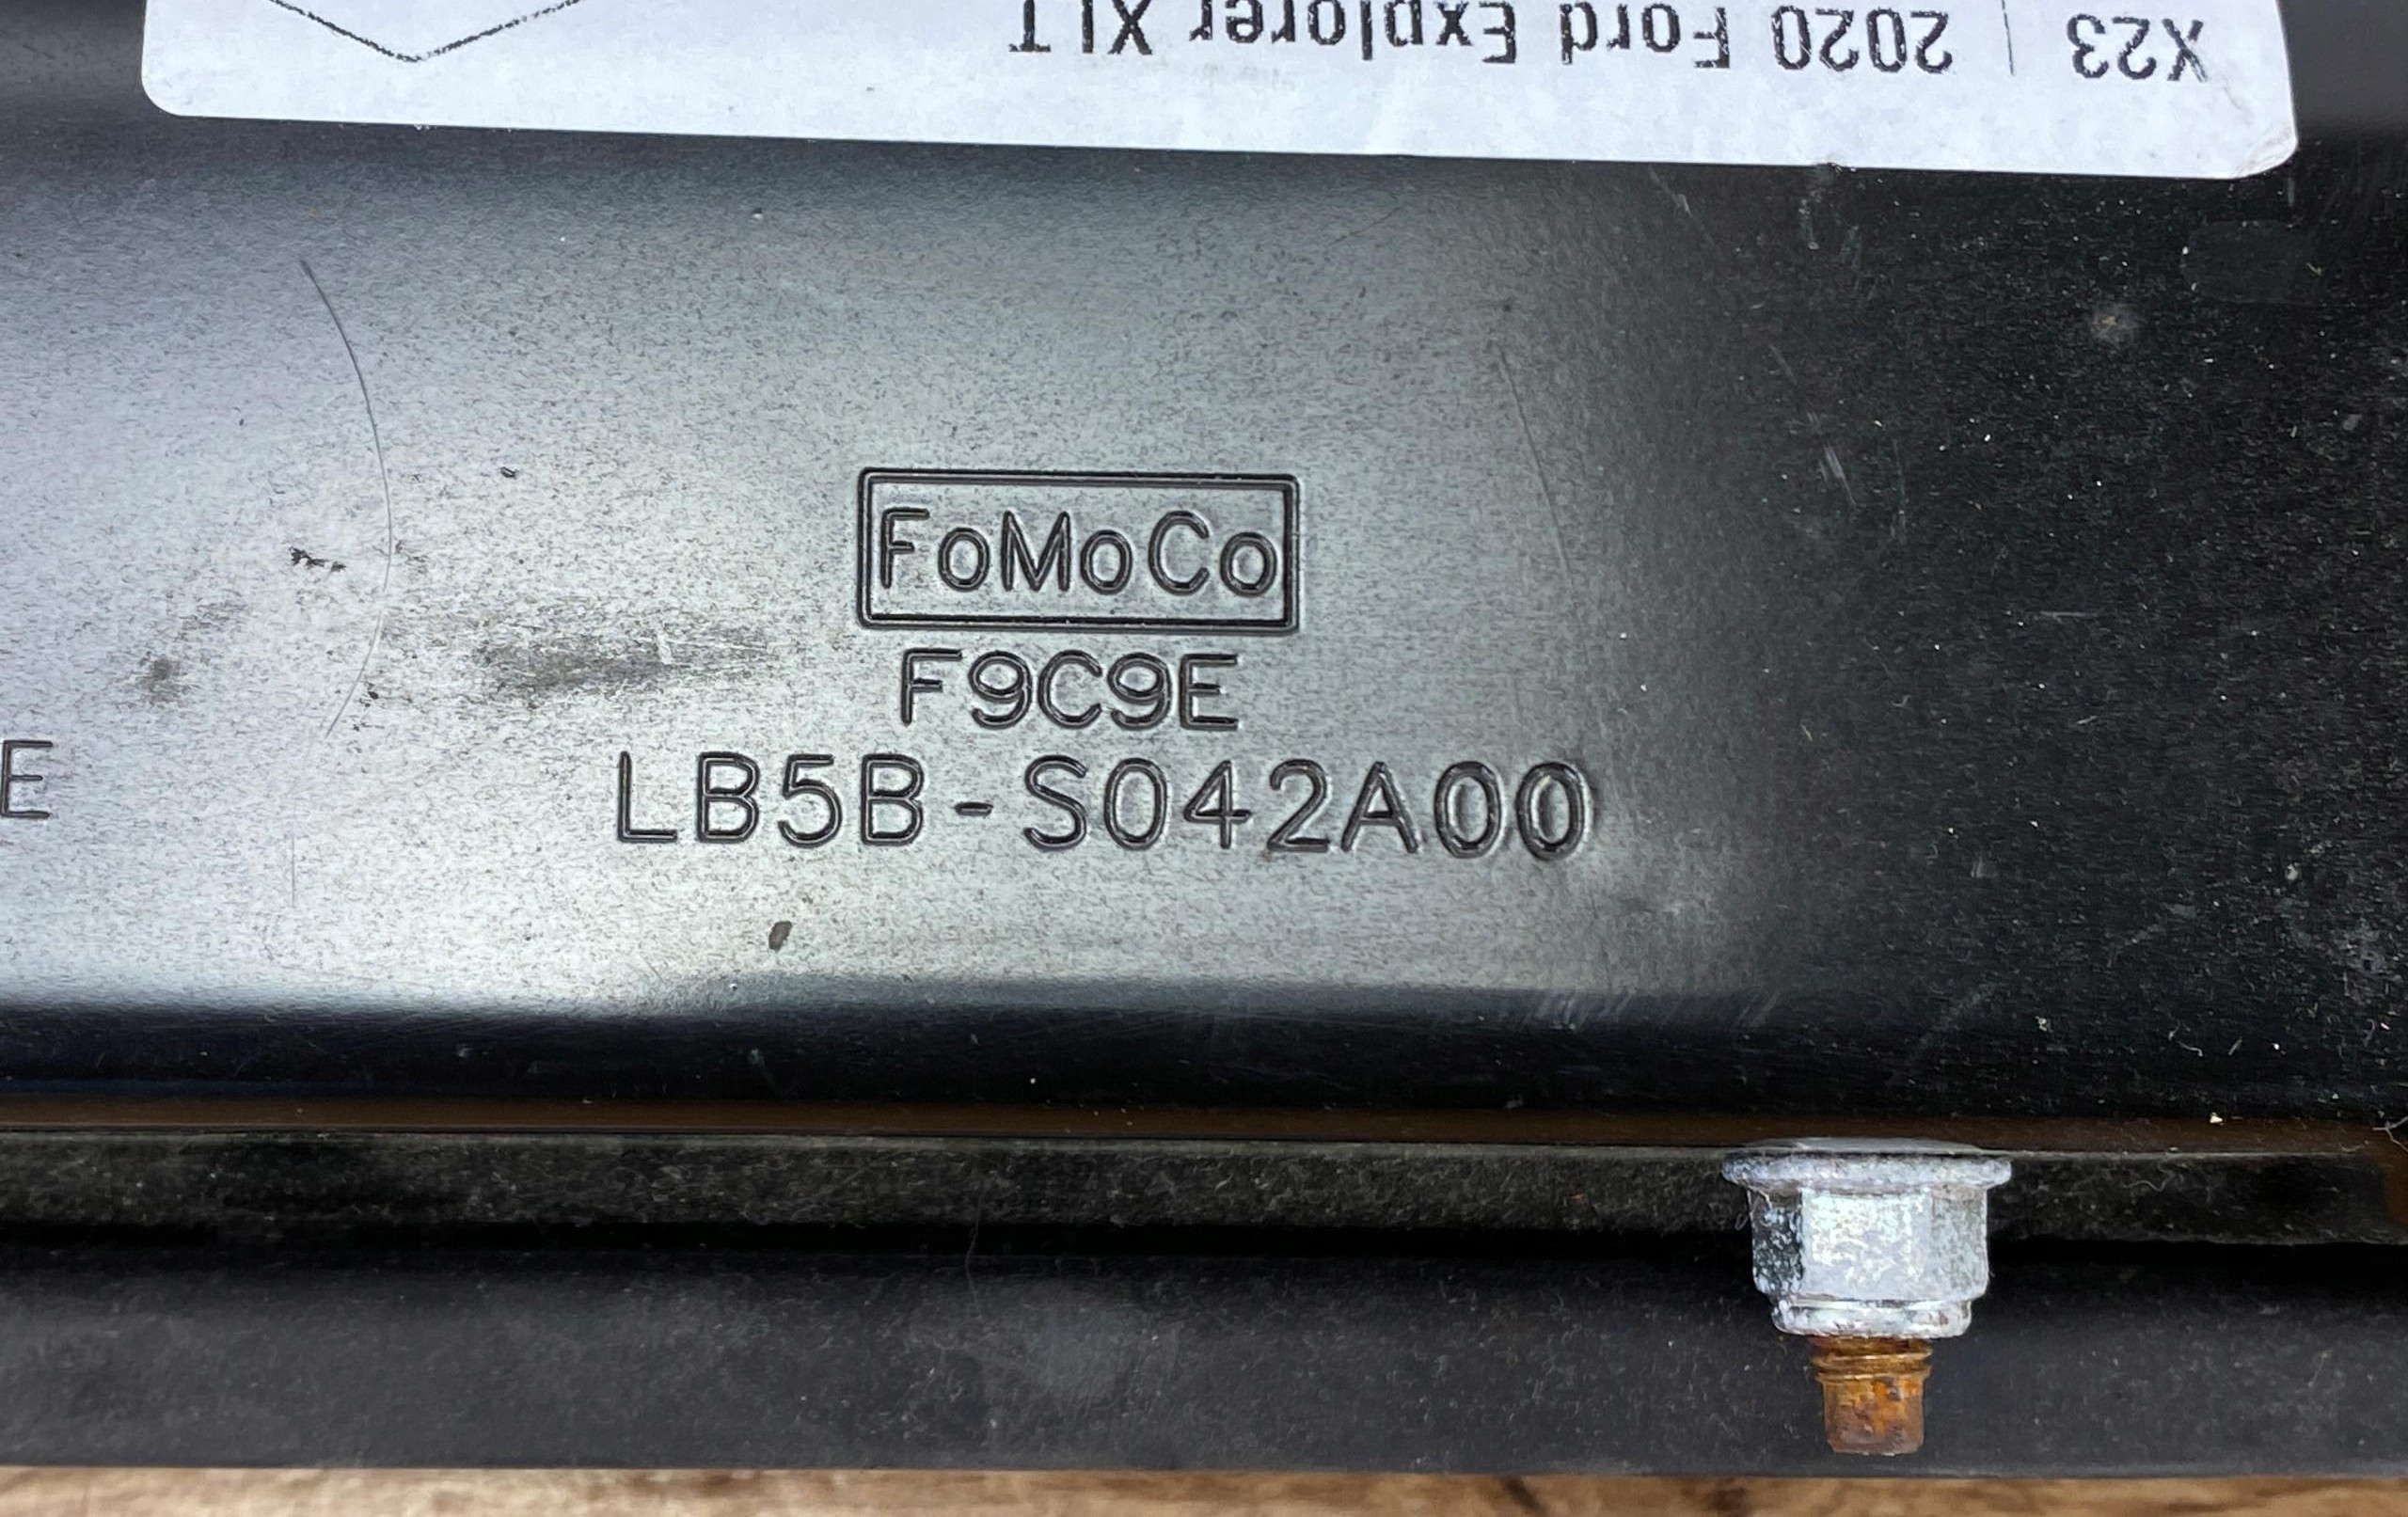 X23 | 2020 Ford Explorer XLT
FoMoCo
F9C9E
E
LB5B-S042A00